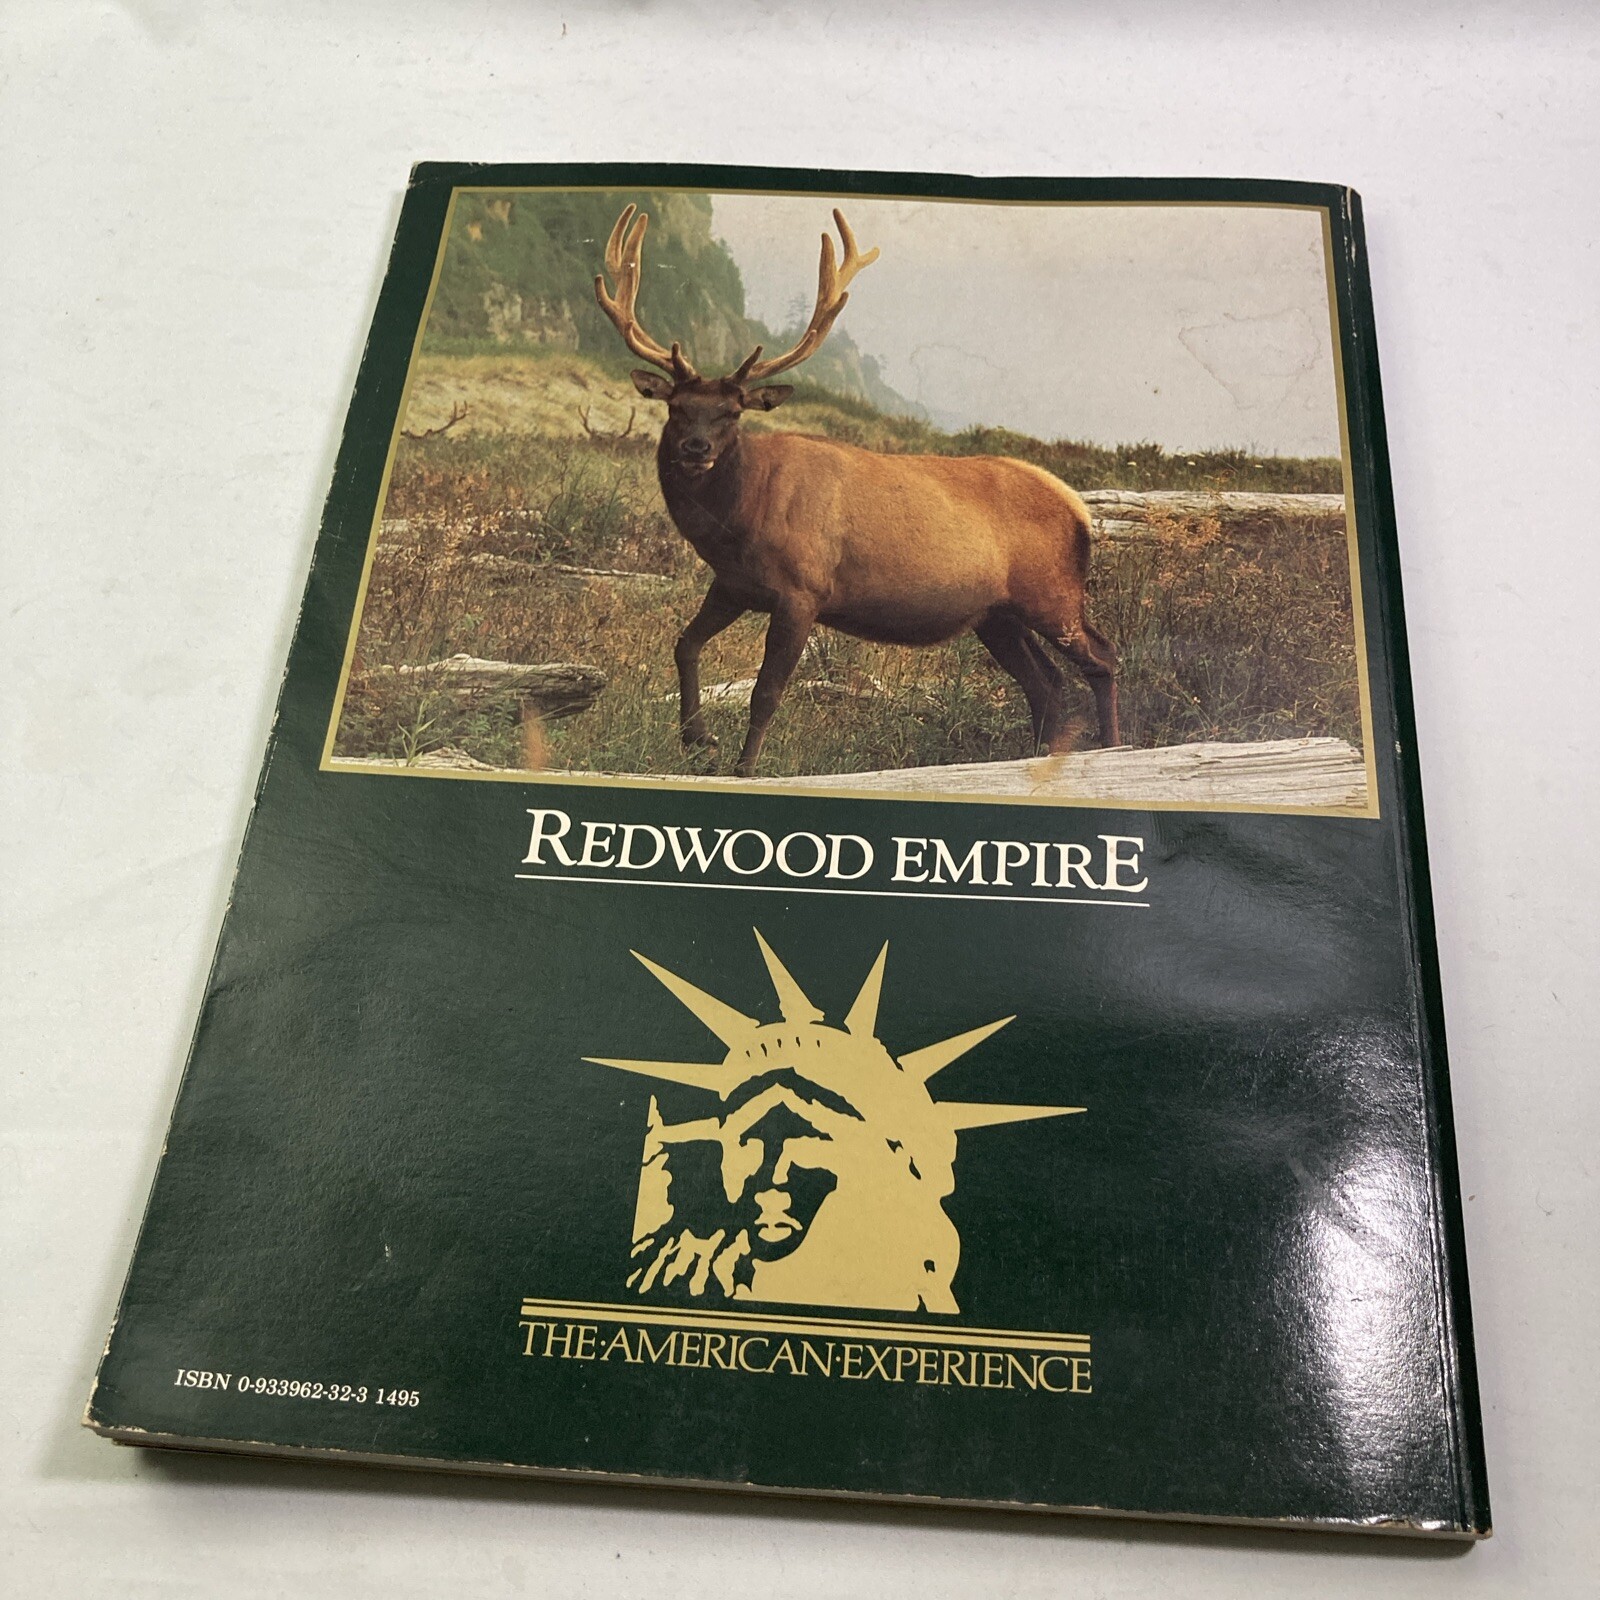 REDWOOD EMPIRE
THE·AMERICAN·EXPERIENCE
ISBN 0-933962-32-3 1495